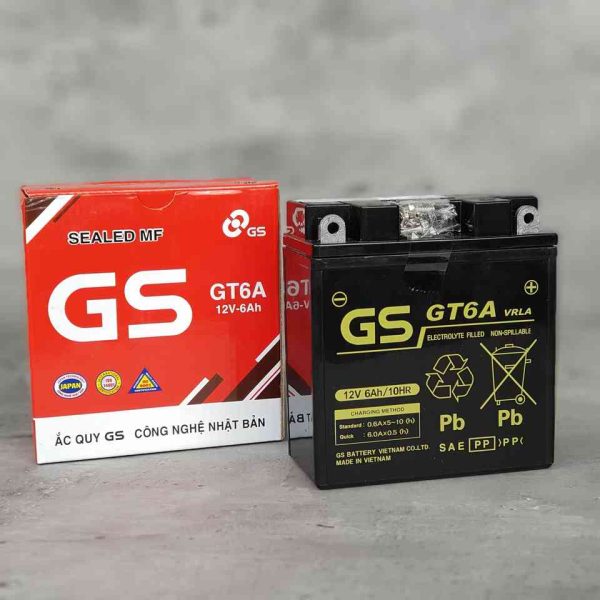 SEALED MF
GS
GS
GT6A
12V-6Ah
JAPAN
ẮC QUY GS CÔNG NGHỆ NHẬT BẢN
GS GT6A VRLA
ELECTROLYTE FILLED NON-SPILLABLE
12V 6Ah/10HR
CHARGING METHOD
Standard : 0.6A×5~10 (h)
Quick : 6.0A×0.5 (h)
GS BATTERY VIETNAM CO.LTD.
MADE IN VIETNAM
Pb Pb
SAE PP >PP<